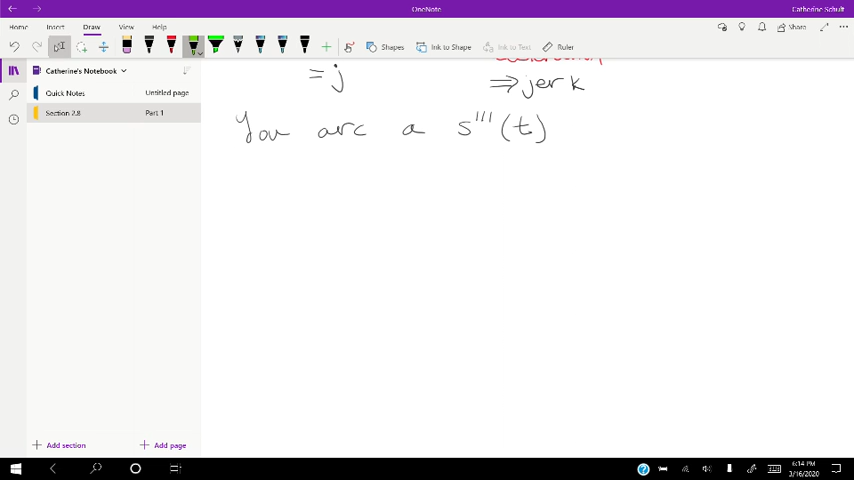 OneNote
Catherine Schult
Home Insert Draw View Help
Share
Shapes Ink to Shape Ink to Text Ruler
Catherine's Notebook
Quick Notes Untitled page
Section 2.8 Part 1
= j
⇒ jerk
You are a s'''(t)
Add section Add page
6:14 PM
3/16/2020